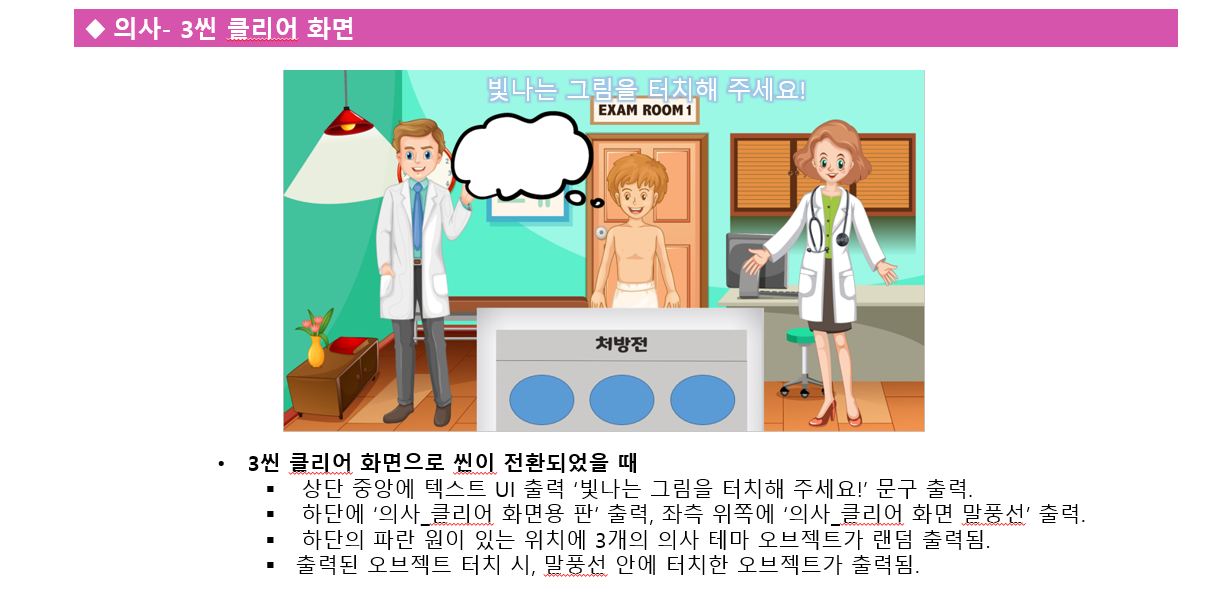 ◆ 의사- 3씬 클리어 화면
빛나는 그림을 터치해 주세요!
EXAM ROOM 1
처방전
• 3씬 클리어 화면으로 씬이 전환되었을 때
▪ 상단 중앙에 텍스트 UI 출력 ‘빛나는 그림을 터치해 주세요!’ 문구 출력.
▪ 하단에 ‘의사_클리어 화면용 판’ 출력, 좌측 위쪽에 ‘의사_클리어 화면 말풍선’ 출력.
▪ 하단의 파란 원이 있는 위치에 3개의 의사 테마 오브젝트가 랜덤 출력됨.
▪ 출력된 오브젝트 터치 시, 말풍선 안에 터치한 오브젝트가 출력됨.